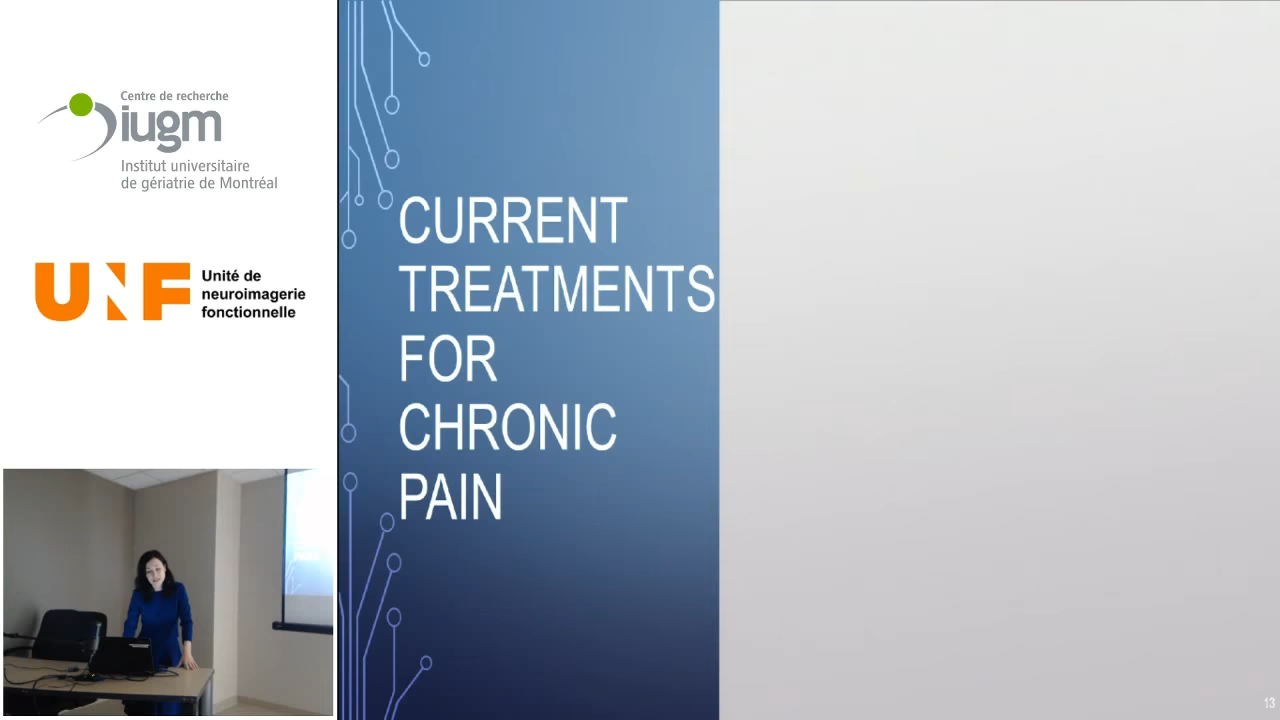 Centre de recherche
iugm
Institut universitaire
de gériatrie de Montréal
UNF
Unité de
neuroimagerie
fonctionnelle
CURRENT
TREATMENTS
FOR
CHRONIC
PAIN
13